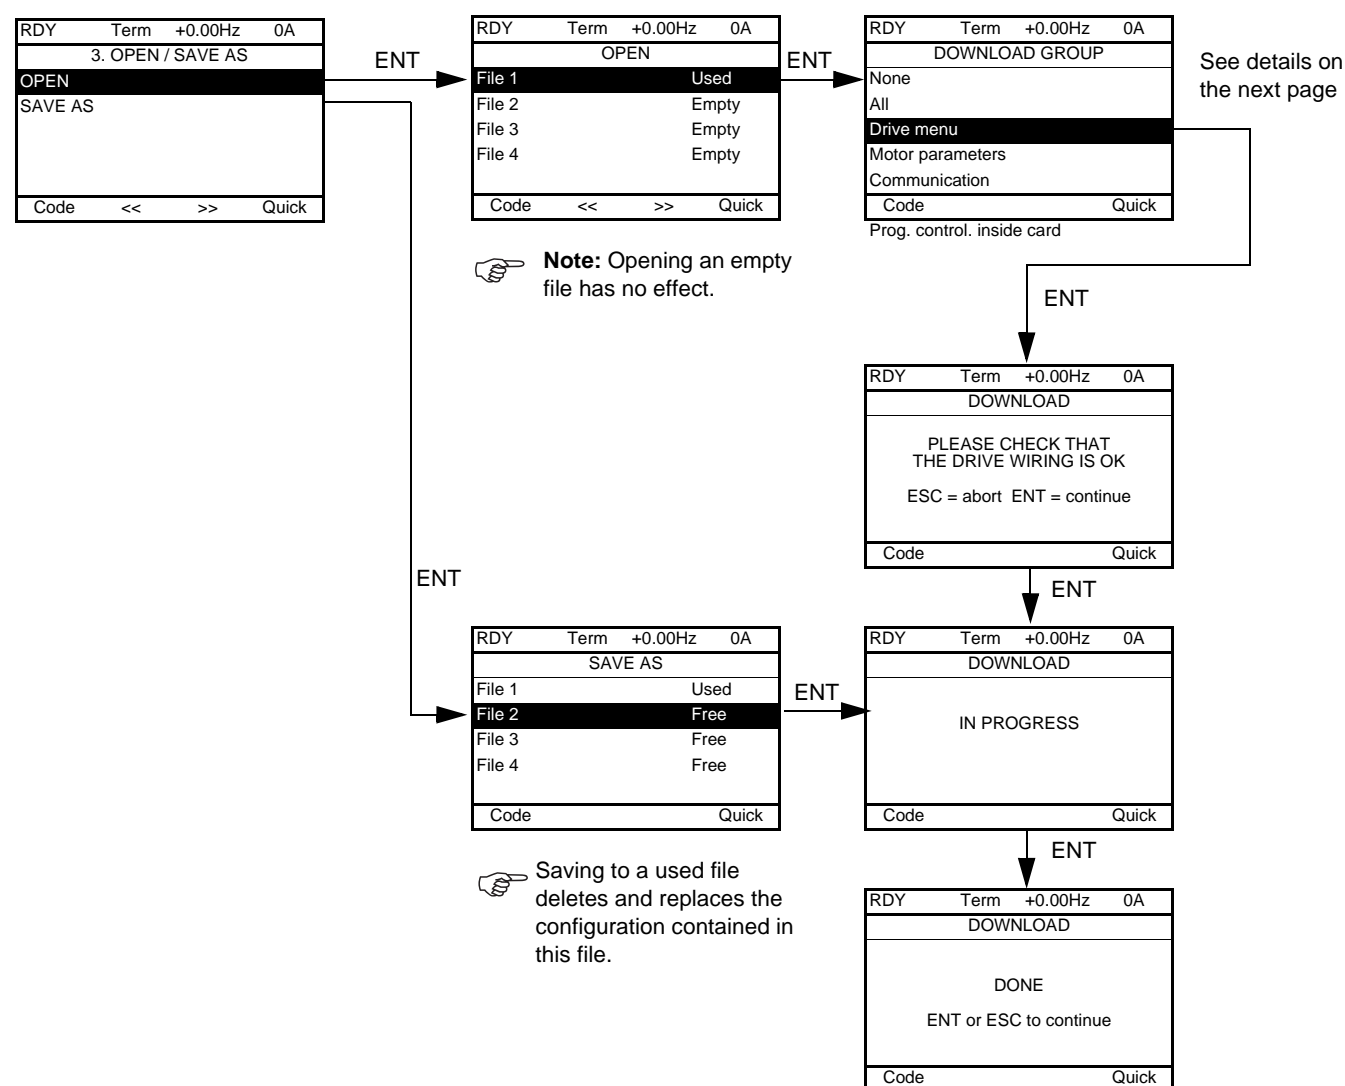 RDY Term +0.00Hz 0A
3. OPEN / SAVE AS
OPEN
SAVE AS
Code << >> Quick
ENT
RDY Term +0.00Hz 0A
OPEN
File 1 Used
File 2 Empty
File 3 Empty
File 4 Empty
Code << >> Quick
ENT
RDY Term +0.00Hz 0A
DOWNLOAD GROUP
None
All
Drive menu
Motor parameters
Communication
Code Quick
Prog. control. inside card
See details on
the next page
Note: Opening an empty
file has no effect.
ENT
RDY Term +0.00Hz 0A
DOWNLOAD
PLEASE CHECK THAT
THE DRIVE WIRING IS OK
ESC = abort ENT = continue
Code Quick
ENT
ENT
RDY Term +0.00Hz 0A
SAVE AS
File 1 Used
File 2 Free
File 3 Free
File 4 Free
Code Quick
ENT
RDY Term +0.00Hz 0A
DOWNLOAD
IN PROGRESS
Code Quick
ENT
Saving to a used file
deletes and replaces the
configuration contained in
this file.
RDY Term +0.00Hz 0A
DOWNLOAD
DONE
ENT or ESC to continue
Code Quick